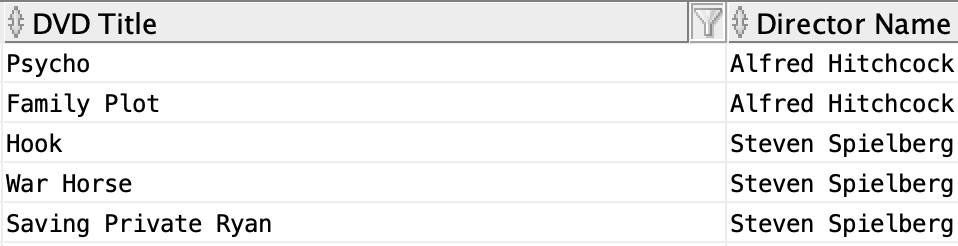 DVD Title Director Name
Psycho Alfred Hitchcock
Family Plot Alfred Hitchcock
Hook Steven Spielberg
War Horse Steven Spielberg
Saving Private Ryan Steven Spielberg